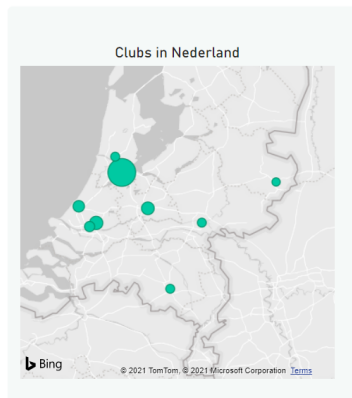 Clubs in Nederland
Bing
© 2021 TomTom, © 2021 Microsoft Corporation Terms